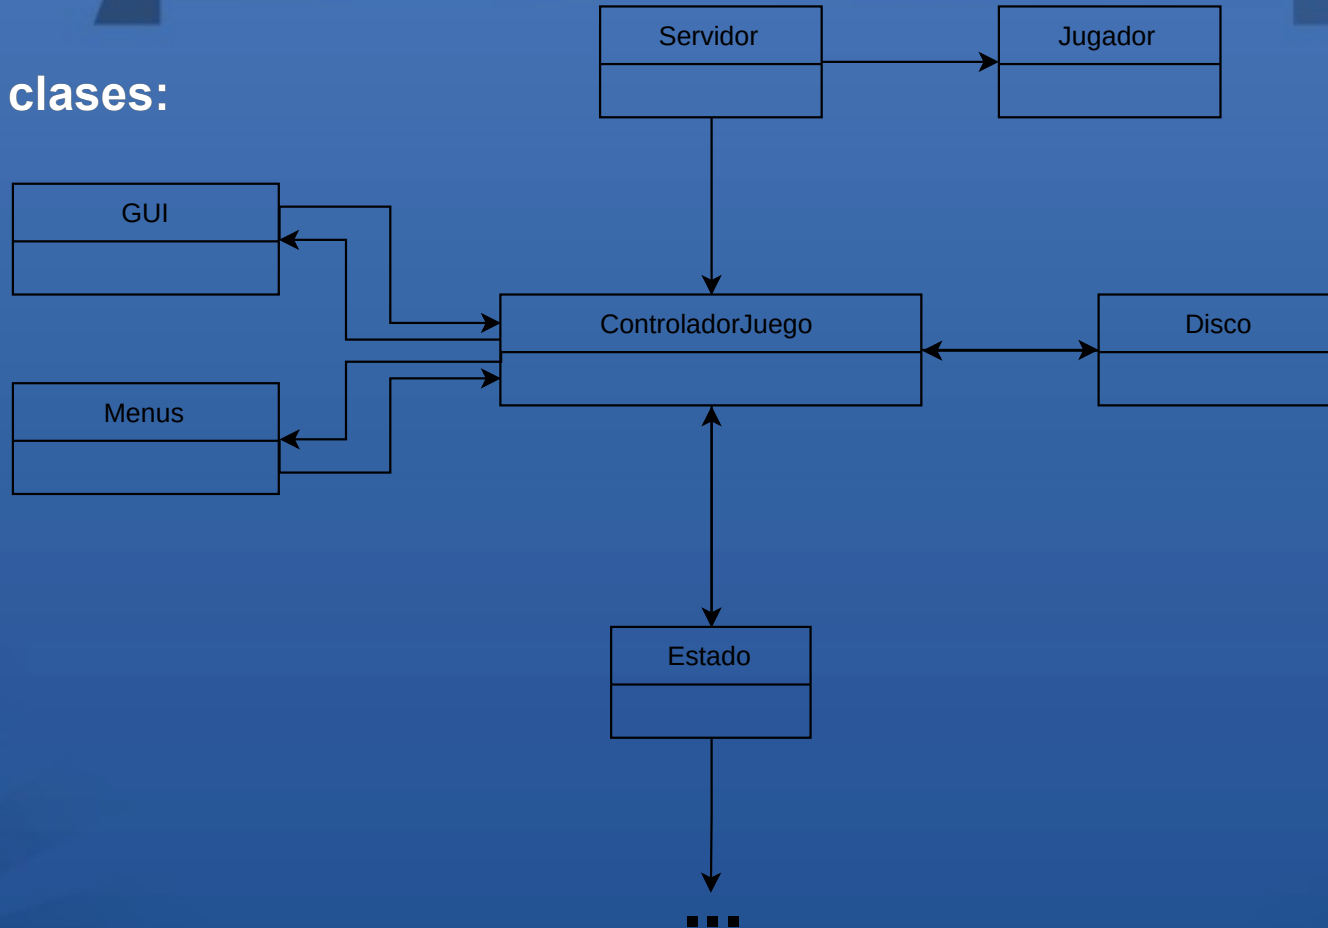 Servidor
Jugador
clases:
GUI
ControladorJuego
Disco
Menus
Estado
...